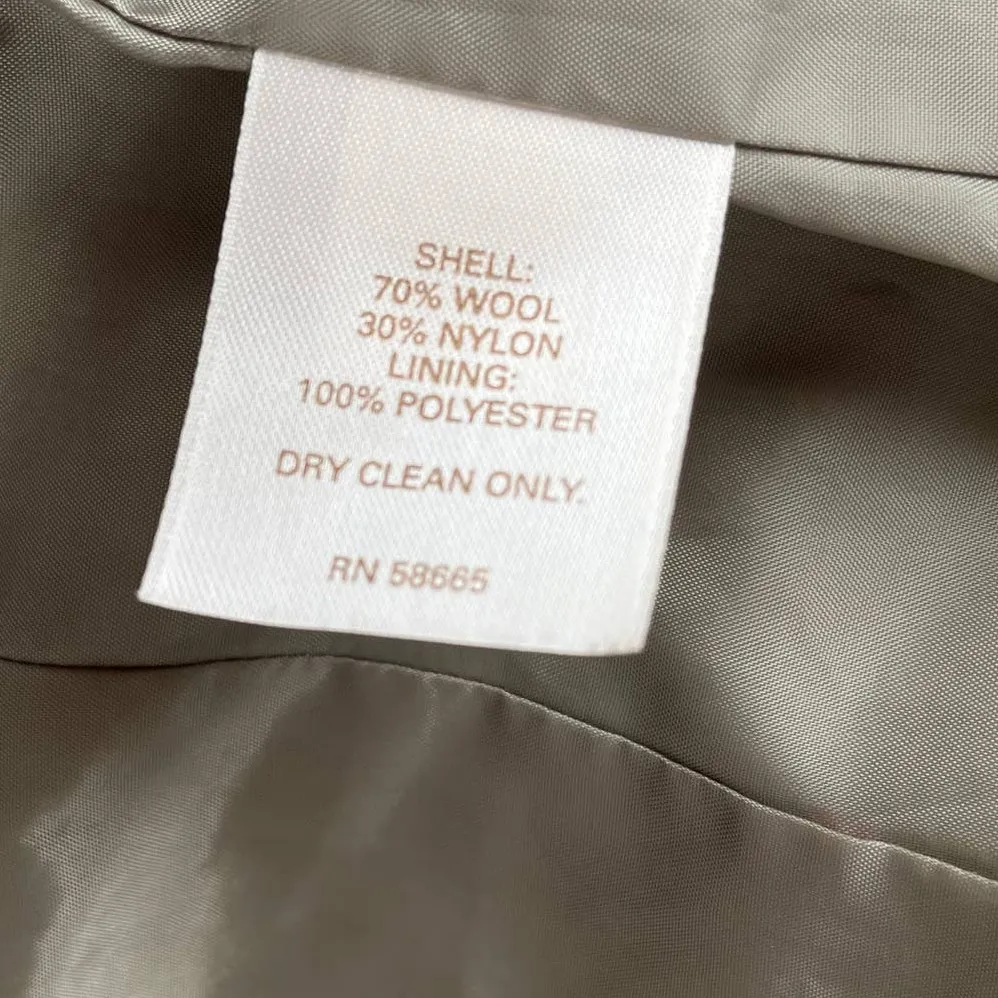 SHELL:
70% WOOL
30% NYLON
LINING:
100% POLYESTER
DRY CLEAN ONLY.
RN 58665